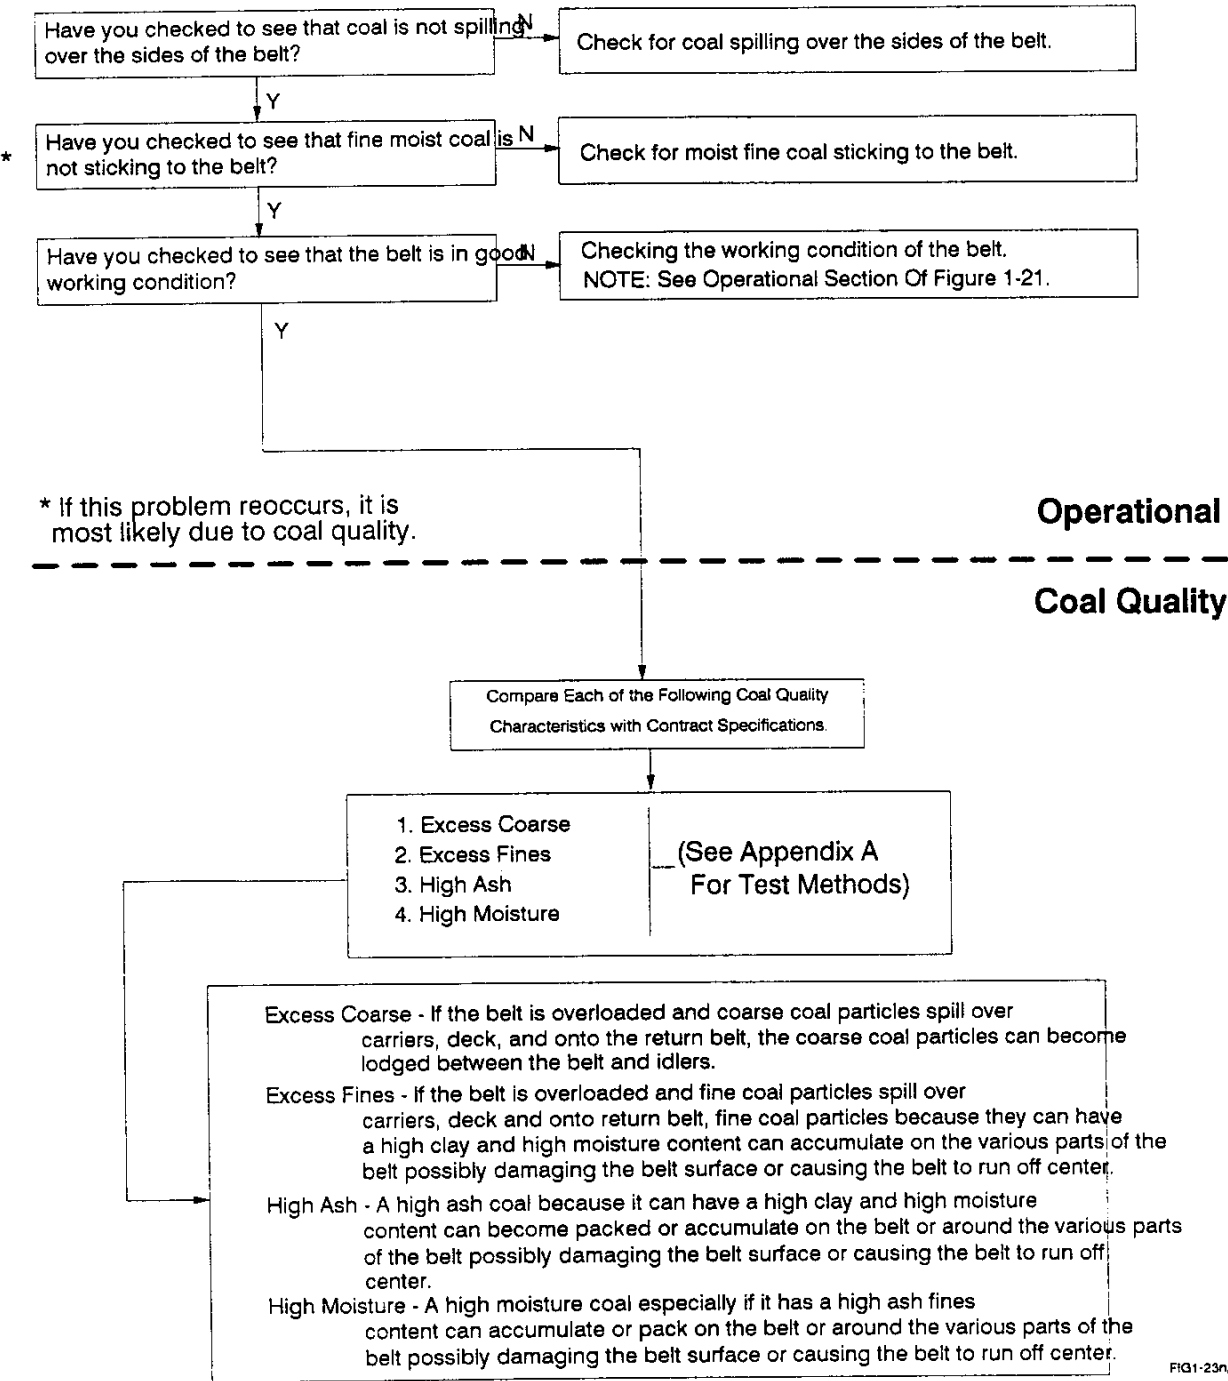 Have you checked to see that coal is not spilling N
over the sides of the belt?
Check for coal spilling over the sides of the belt.
Y
* Have you checked to see that fine moist coal is N
not sticking to the belt?
Check for moist fine coal sticking to the belt.
Y
Have you checked to see that the belt is in good N
working condition?
Checking the working condition of the belt.
NOTE: See Operational Section Of Figure 1-21.
Y
* If this problem reoccurs, it is
most likely due to coal quality.
Operational
Coal Quality
Compare Each of the Following Coal Quality
Characteristics with Contract Specifications.
1. Excess Coarse
2. Excess Fines
3. High Ash
4. High Moisture
(See Appendix A
For Test Methods)
Excess Coarse - If the belt is overloaded and coarse coal particles spill over
carriers, deck, and onto the return belt, the coarse coal particles can become
lodged between the belt and idlers.
Excess Fines - If the belt is overloaded and fine coal particles spill over
carriers, deck and onto return belt, fine coal particles because they can have
a high clay and high moisture content can accumulate on the various parts of the
belt possibly damaging the belt surface or causing the belt to run off center.
High Ash - A high ash coal because it can have a high clay and high moisture
content can become packed or accumulate on the belt or around the various parts
of the belt possibly damaging the belt surface or causing the belt to run off
center.
High Moisture - A high moisture coal especially if it has a high ash fines
content can accumulate or pack on the belt or around the various parts of the
belt possibly damaging the belt surface or causing the belt to run off center.
FIG1-23n